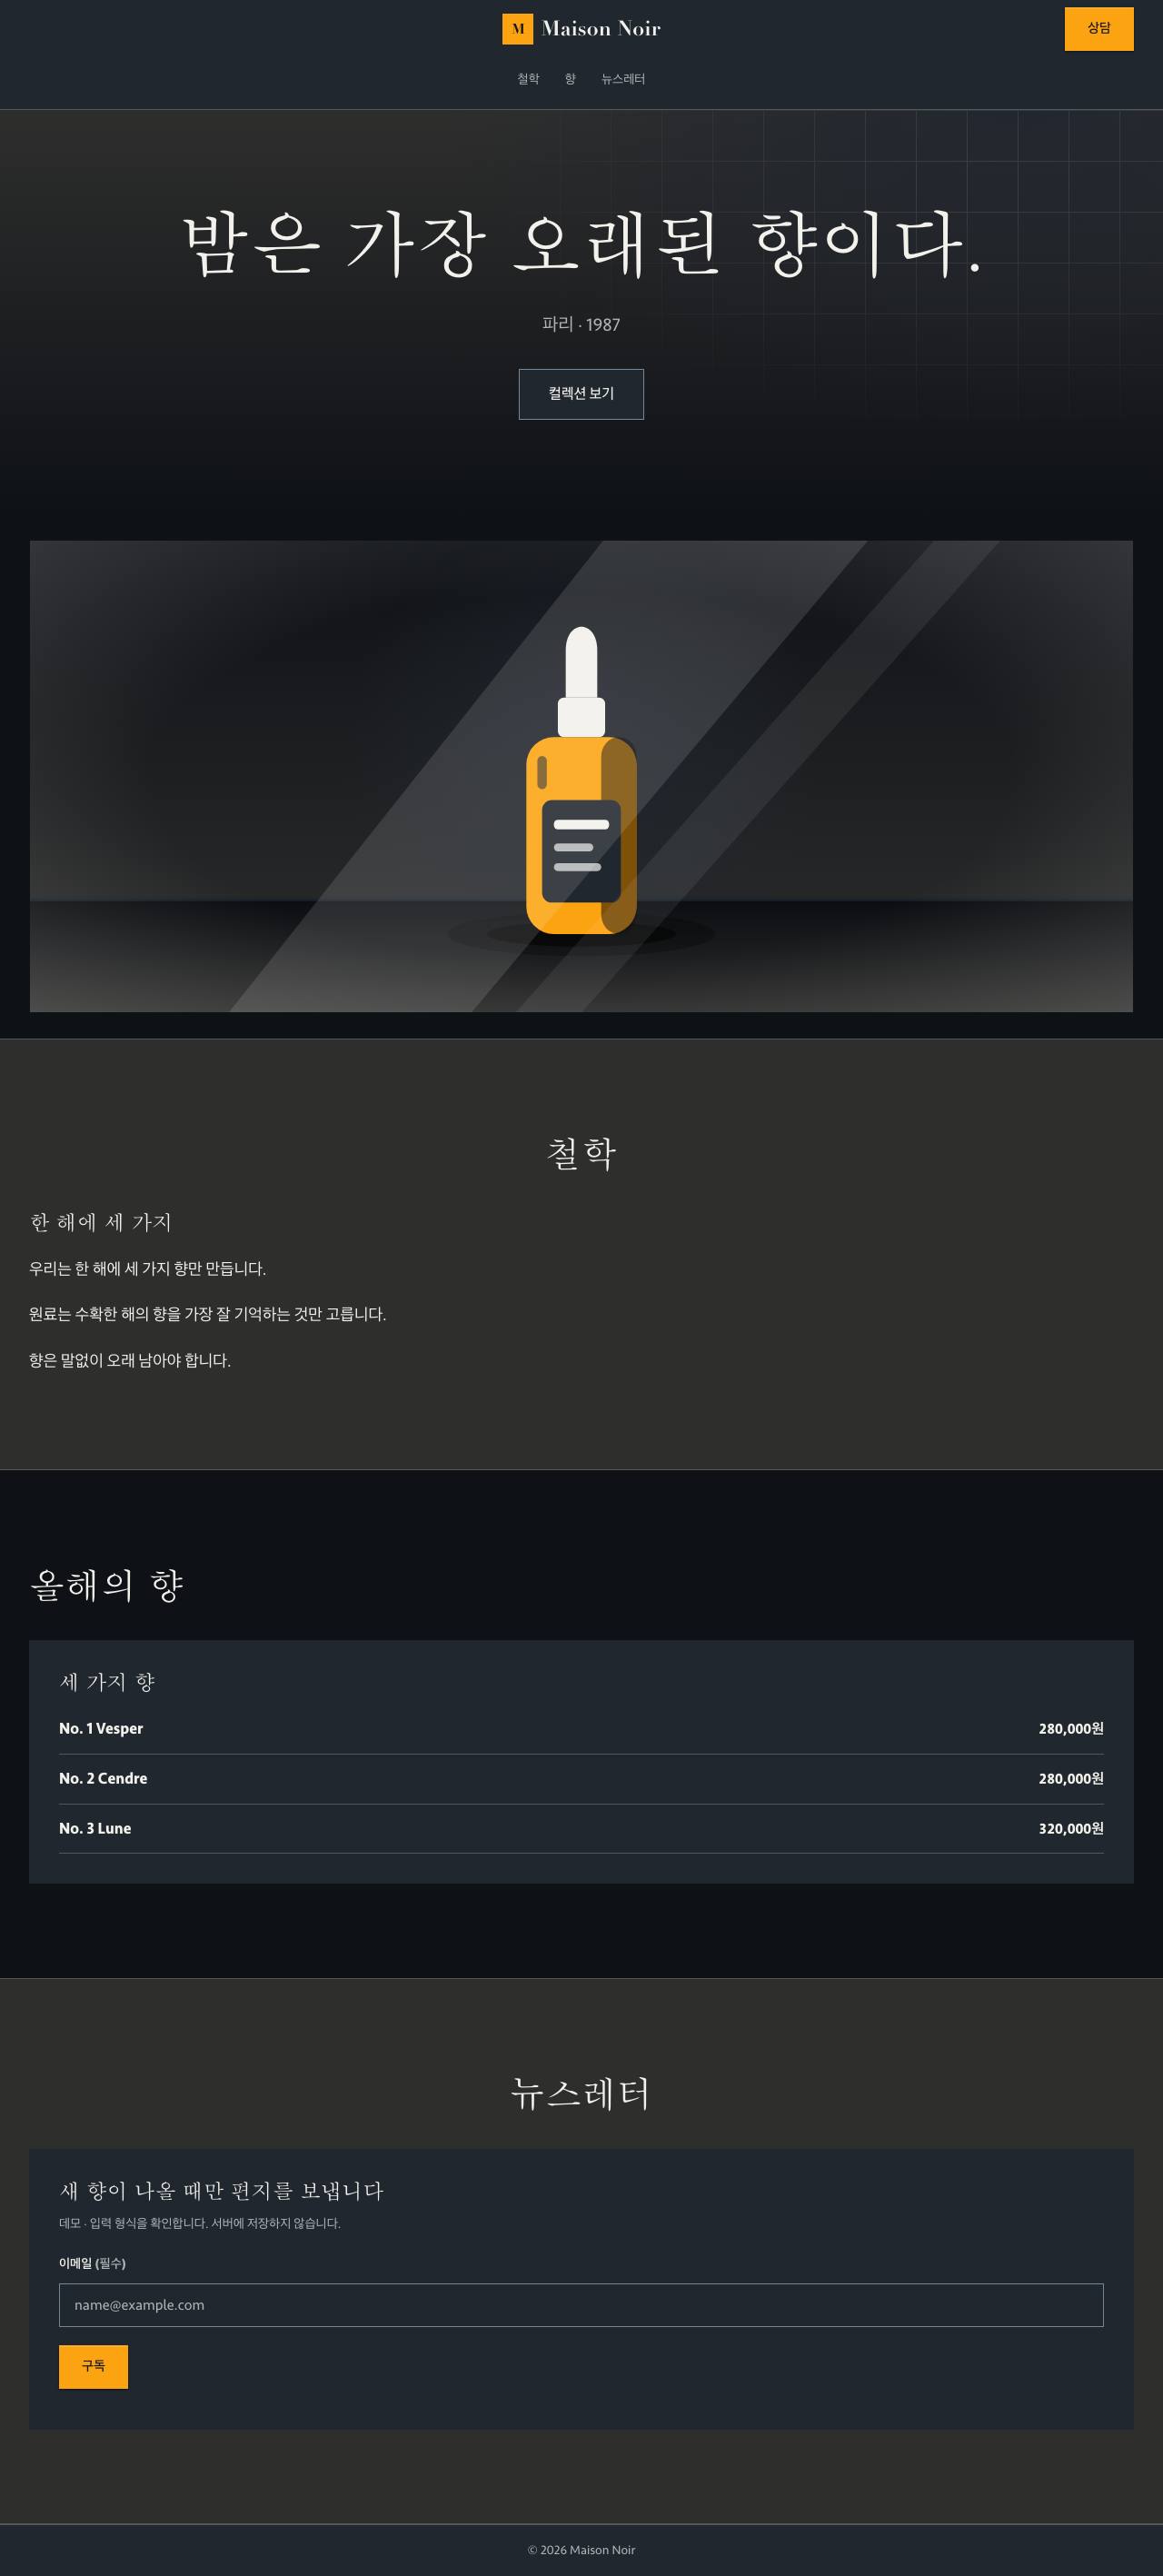 M Maison Noir
상담
철학 향 뉴스레터
밤은 가장 오래된 향이다.
파리 · 1987
컬렉션 보기
철학
한 해에 세 가지
우리는 한 해에 세 가지 향만 만듭니다.
원료는 수확한 해의 향을 가장 잘 기억하는 것만 고릅니다.
향은 말없이 오래 남아야 합니다.
올해의 향
세 가지 향
No. 1 Vesper 280,000원
No. 2 Cendre 280,000원
No. 3 Lune 320,000원
뉴스레터
새 향이 나올 때만 편지를 보냅니다
데모 · 입력 형식을 확인합니다. 서버에 저장하지 않습니다.
이메일 (필수)
name@example.com
구독
© 2026 Maison Noir